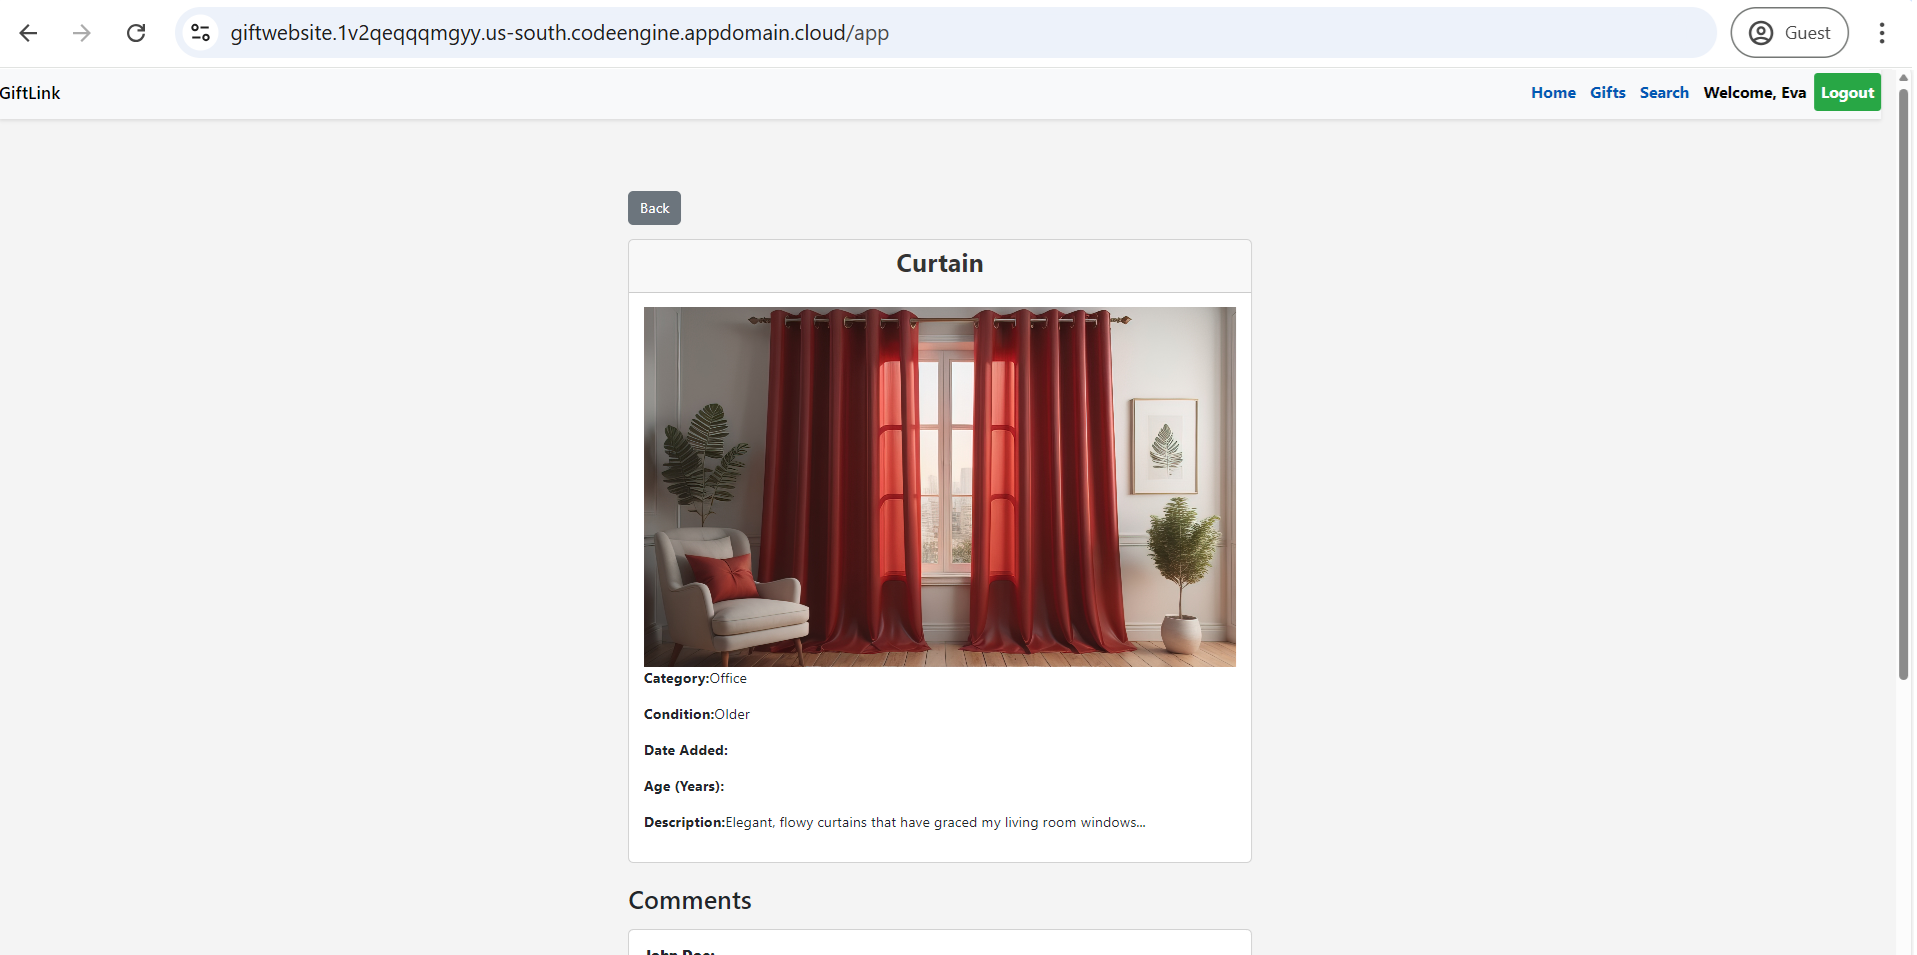 giftwebsite.1v2qeqqqmgyy.us-south.codeengine.appdomain.cloud/app
Guest
GiftLink
Home Gifts Search Welcome, Eva Logout
Back
Curtain
Category:Office
Condition:Older
Date Added:
Age (Years):
Description:Elegant, flowy curtains that have graced my living room windows...
Comments
John Doe: